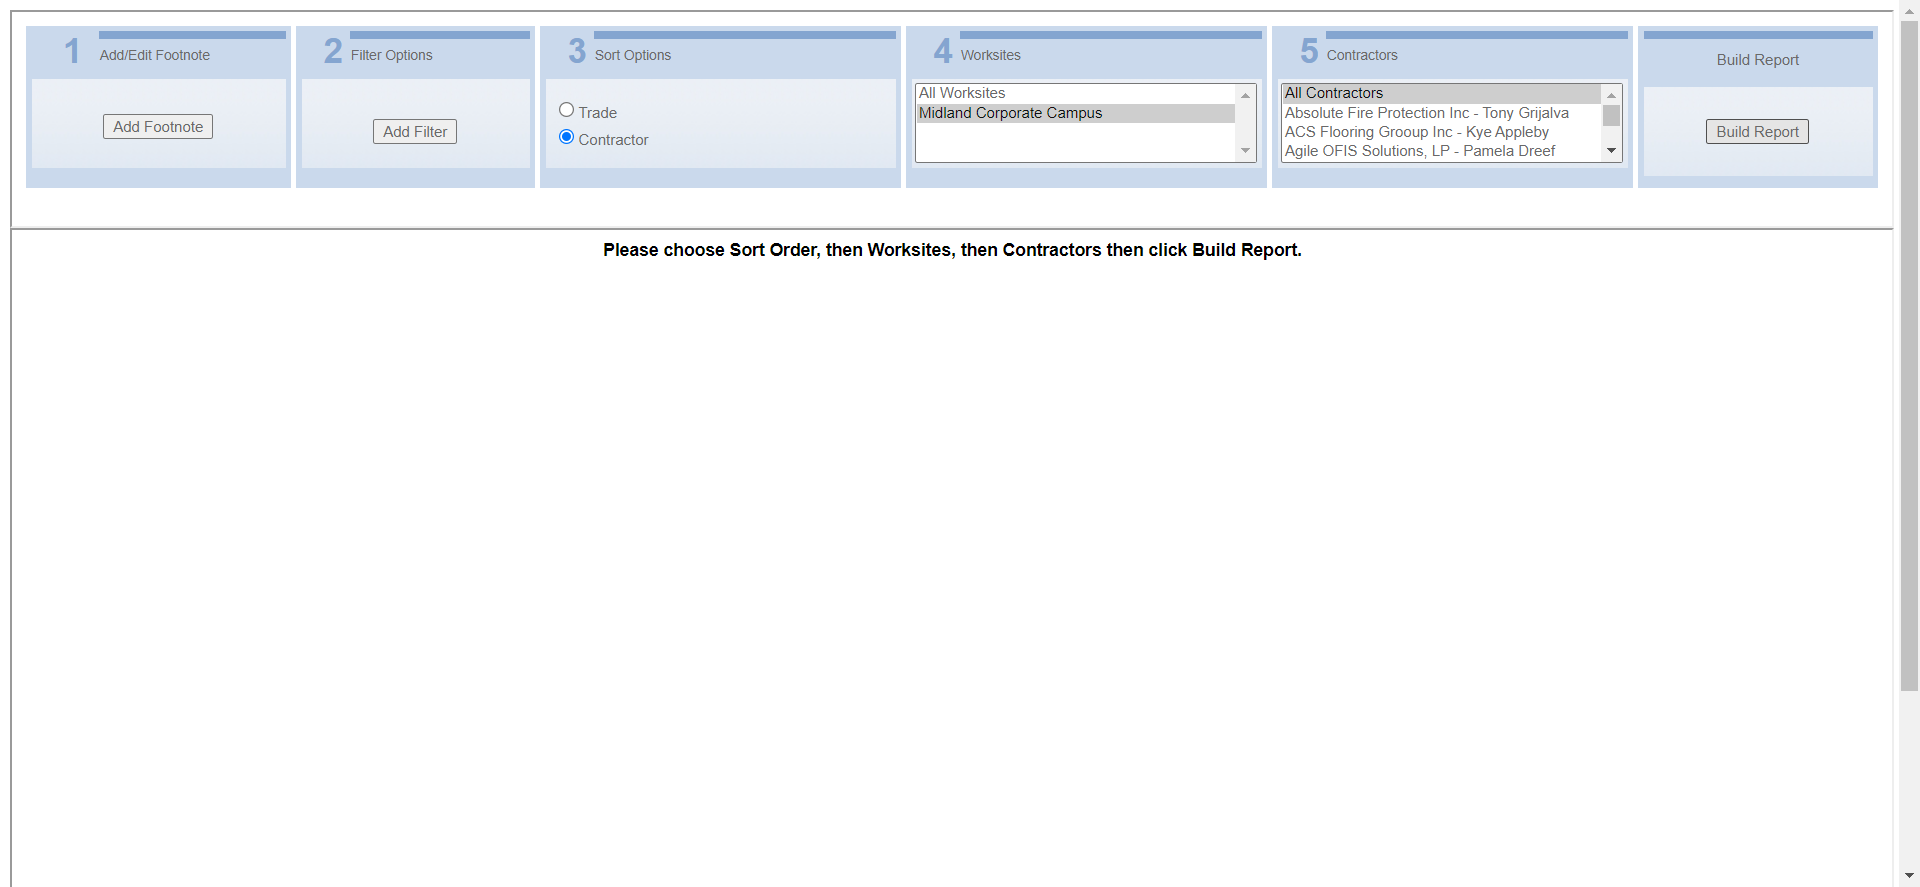 1 Add/Edit Footnote
Add Footnote
2 Filter Options
Add Filter
3 Sort Options
Trade
Contractor
4 Worksites
All Worksites
Midland Corporate Campus
5 Contractors
All Contractors
Absolute Fire Protection Inc - Tony Grijalva
ACS Flooring Grooup Inc - Kye Appleby
Agile OFIS Solutions, LP - Pamela Dreef
Build Report
Build Report
Please choose Sort Order, then Worksites, then Contractors then click Build Report.